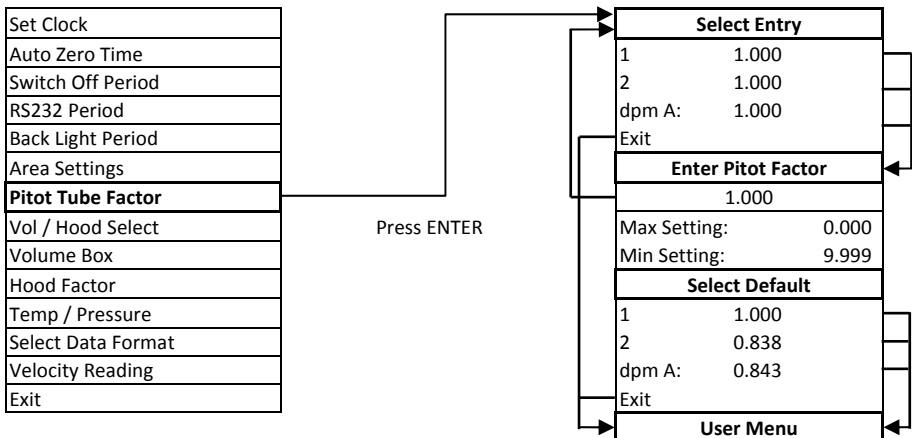 Set Clock
Auto Zero Time
Switch Off Period
RS232 Period
Back Light Period
Area Settings
Pitot Tube Factor
Vol / Hood Select
Volume Box
Hood Factor
Temp / Pressure
Select Data Format
Velocity Reading
Exit
Press ENTER
Select Entry
1 1.000
2 1.000
dpm A: 1.000
Exit
Enter Pitot Factor
1.000
Max Setting: 0.000
Min Setting: 9.999
Select Default
1 1.000
2 0.838
dpm A: 0.843
Exit
User Menu